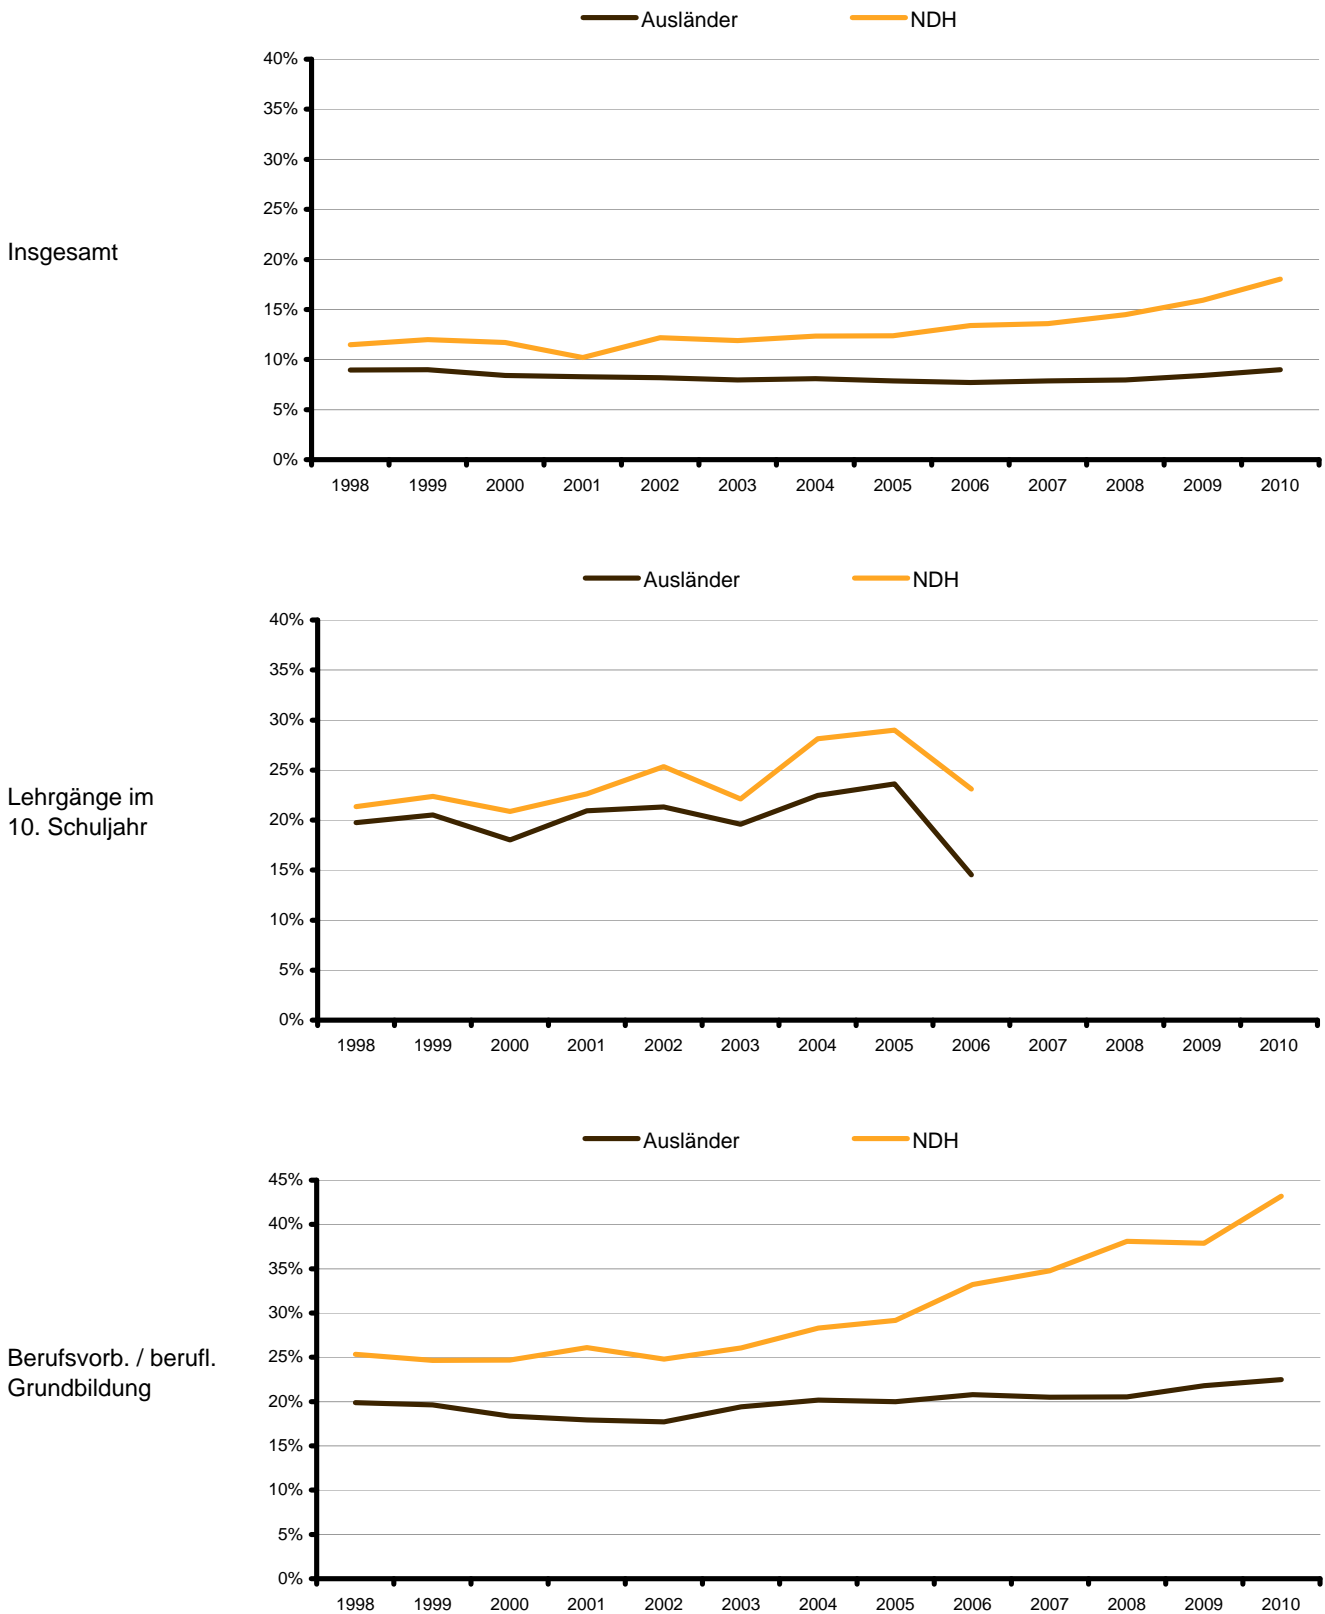 Ausländer NDH
40%
35%
30%
25%
20%
15%
10%
5%
0%
Insgesamt
1998 1999 2000 2001 2002 2003 2004 2005 2006 2007 2008 2009 2010
Ausländer NDH
40%
35%
30%
25%
20%
15%
10%
5%
0%
Lehrgänge im
10. Schuljahr
1998 1999 2000 2001 2002 2003 2004 2005 2006 2007 2008 2009 2010
Ausländer NDH
45%
40%
35%
30%
25%
20%
15%
10%
5%
0%
Berufsvorb. / berufl.
Grundbildung
1998 1999 2000 2001 2002 2003 2004 2005 2006 2007 2008 2009 2010